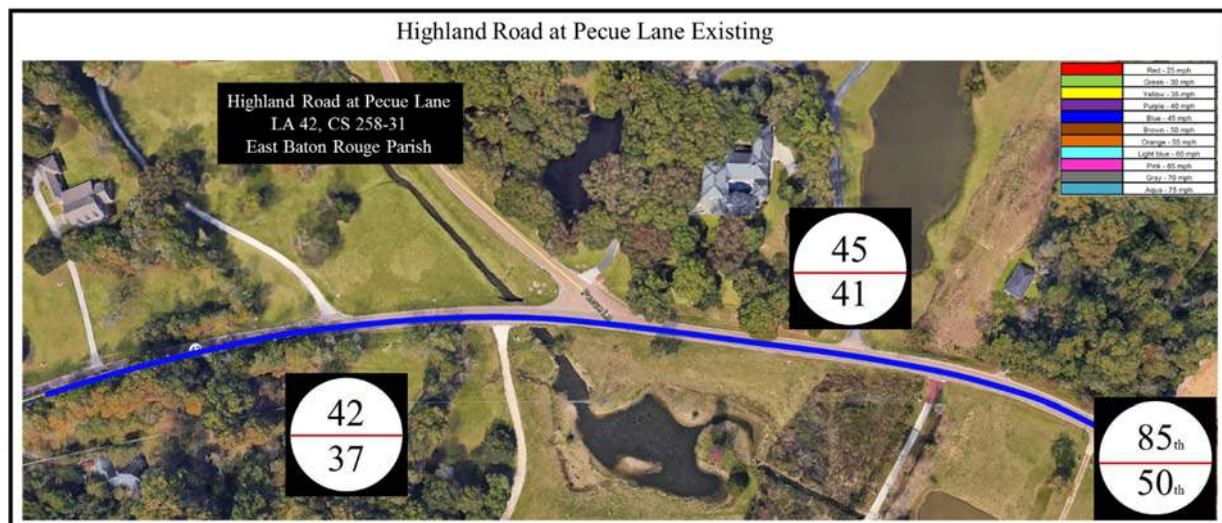 Highland Road at Pecue Lane Existing
Highland Road at Pecue Lane
LA 42, CS 258-31
East Baton Rouge Parish
Red - 25 mph
Green - 30 mph
Yellow - 35 mph
Purple - 40 mph
Blue - 45 mph
Brown - 50 mph
Orange - 55 mph
Light blue - 60 mph
Pink - 65 mph
Gray - 70 mph
Aqua - 75 mph
Pecue Ln
45
41
42
37
85th
50th